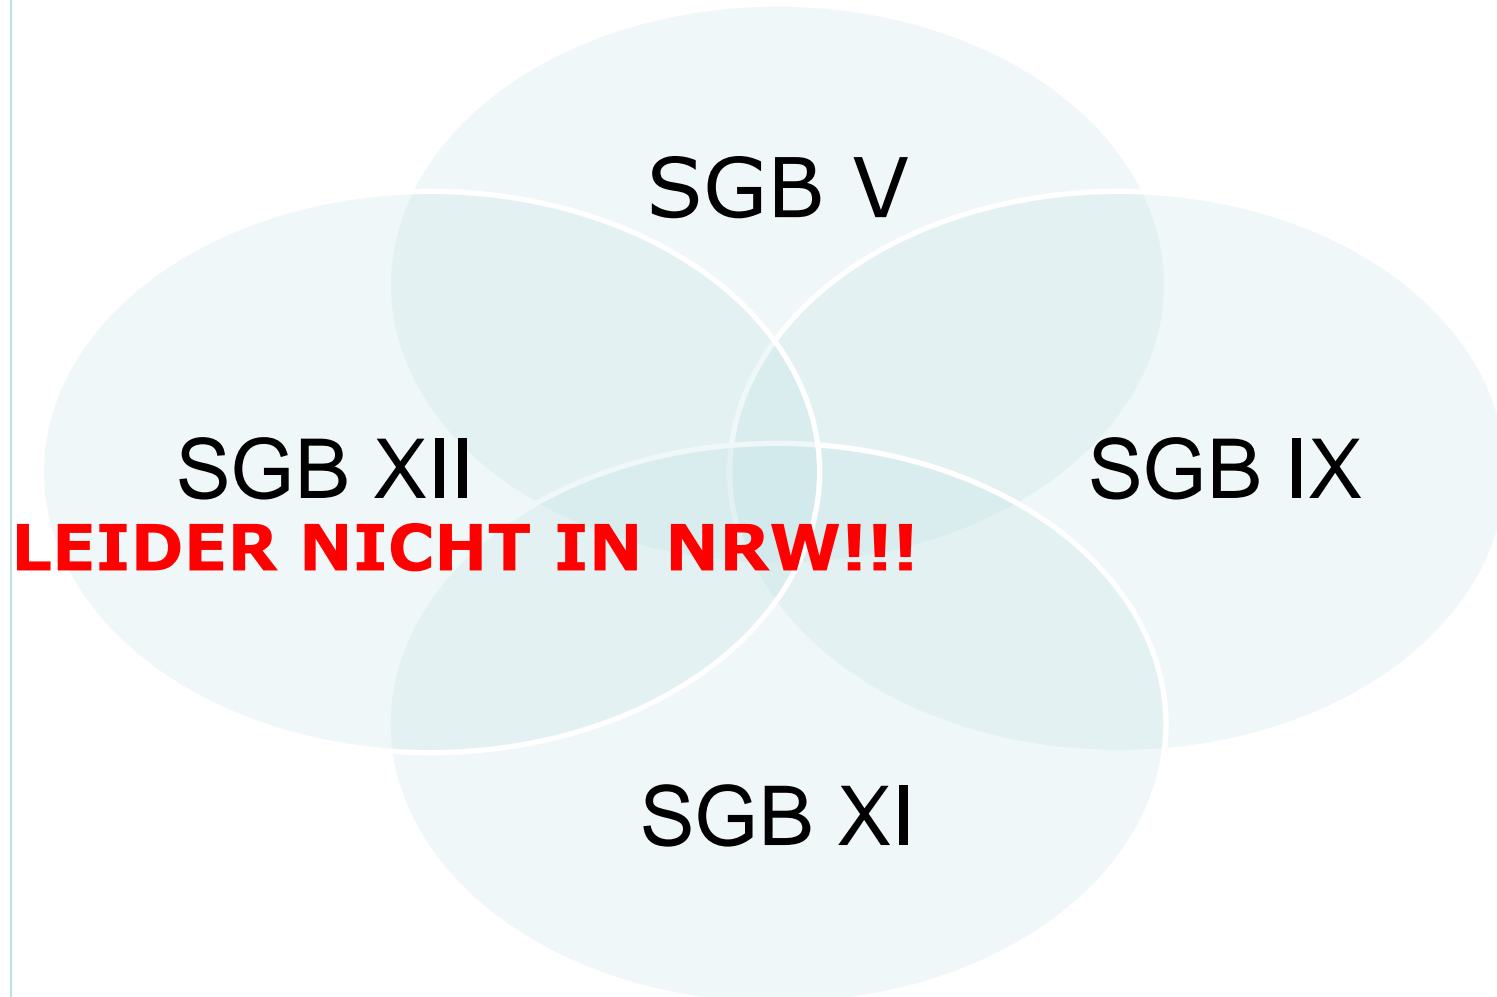 SGB V
SGB XII
SGB IX
LEIDER NICHT IN NRW!!!
SGB XI